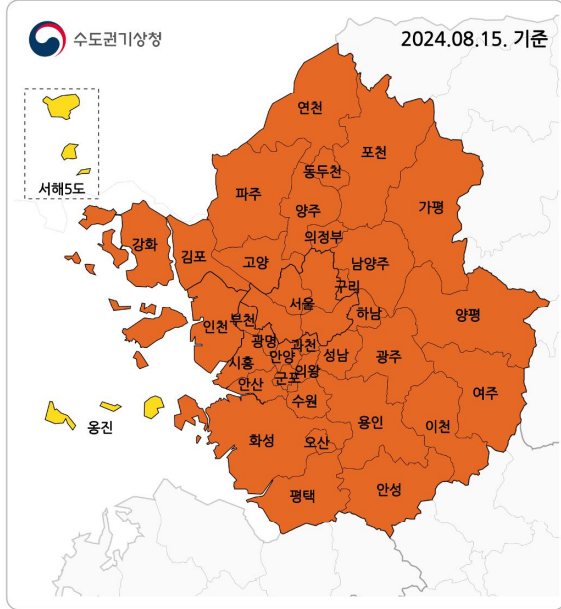 수도권기상청
2024.08.15. 기준
연천
포천
동두천
서해5도
파주
가평
양주
강화
의정부
김포
고양
남양주
구리
서울
하남
양평
인천
부천
광명
과천
시흥
안양
성남
광주
의왕
안산
군포
여주
수원
옹진
용인
이천
화성
오산
평택
안성